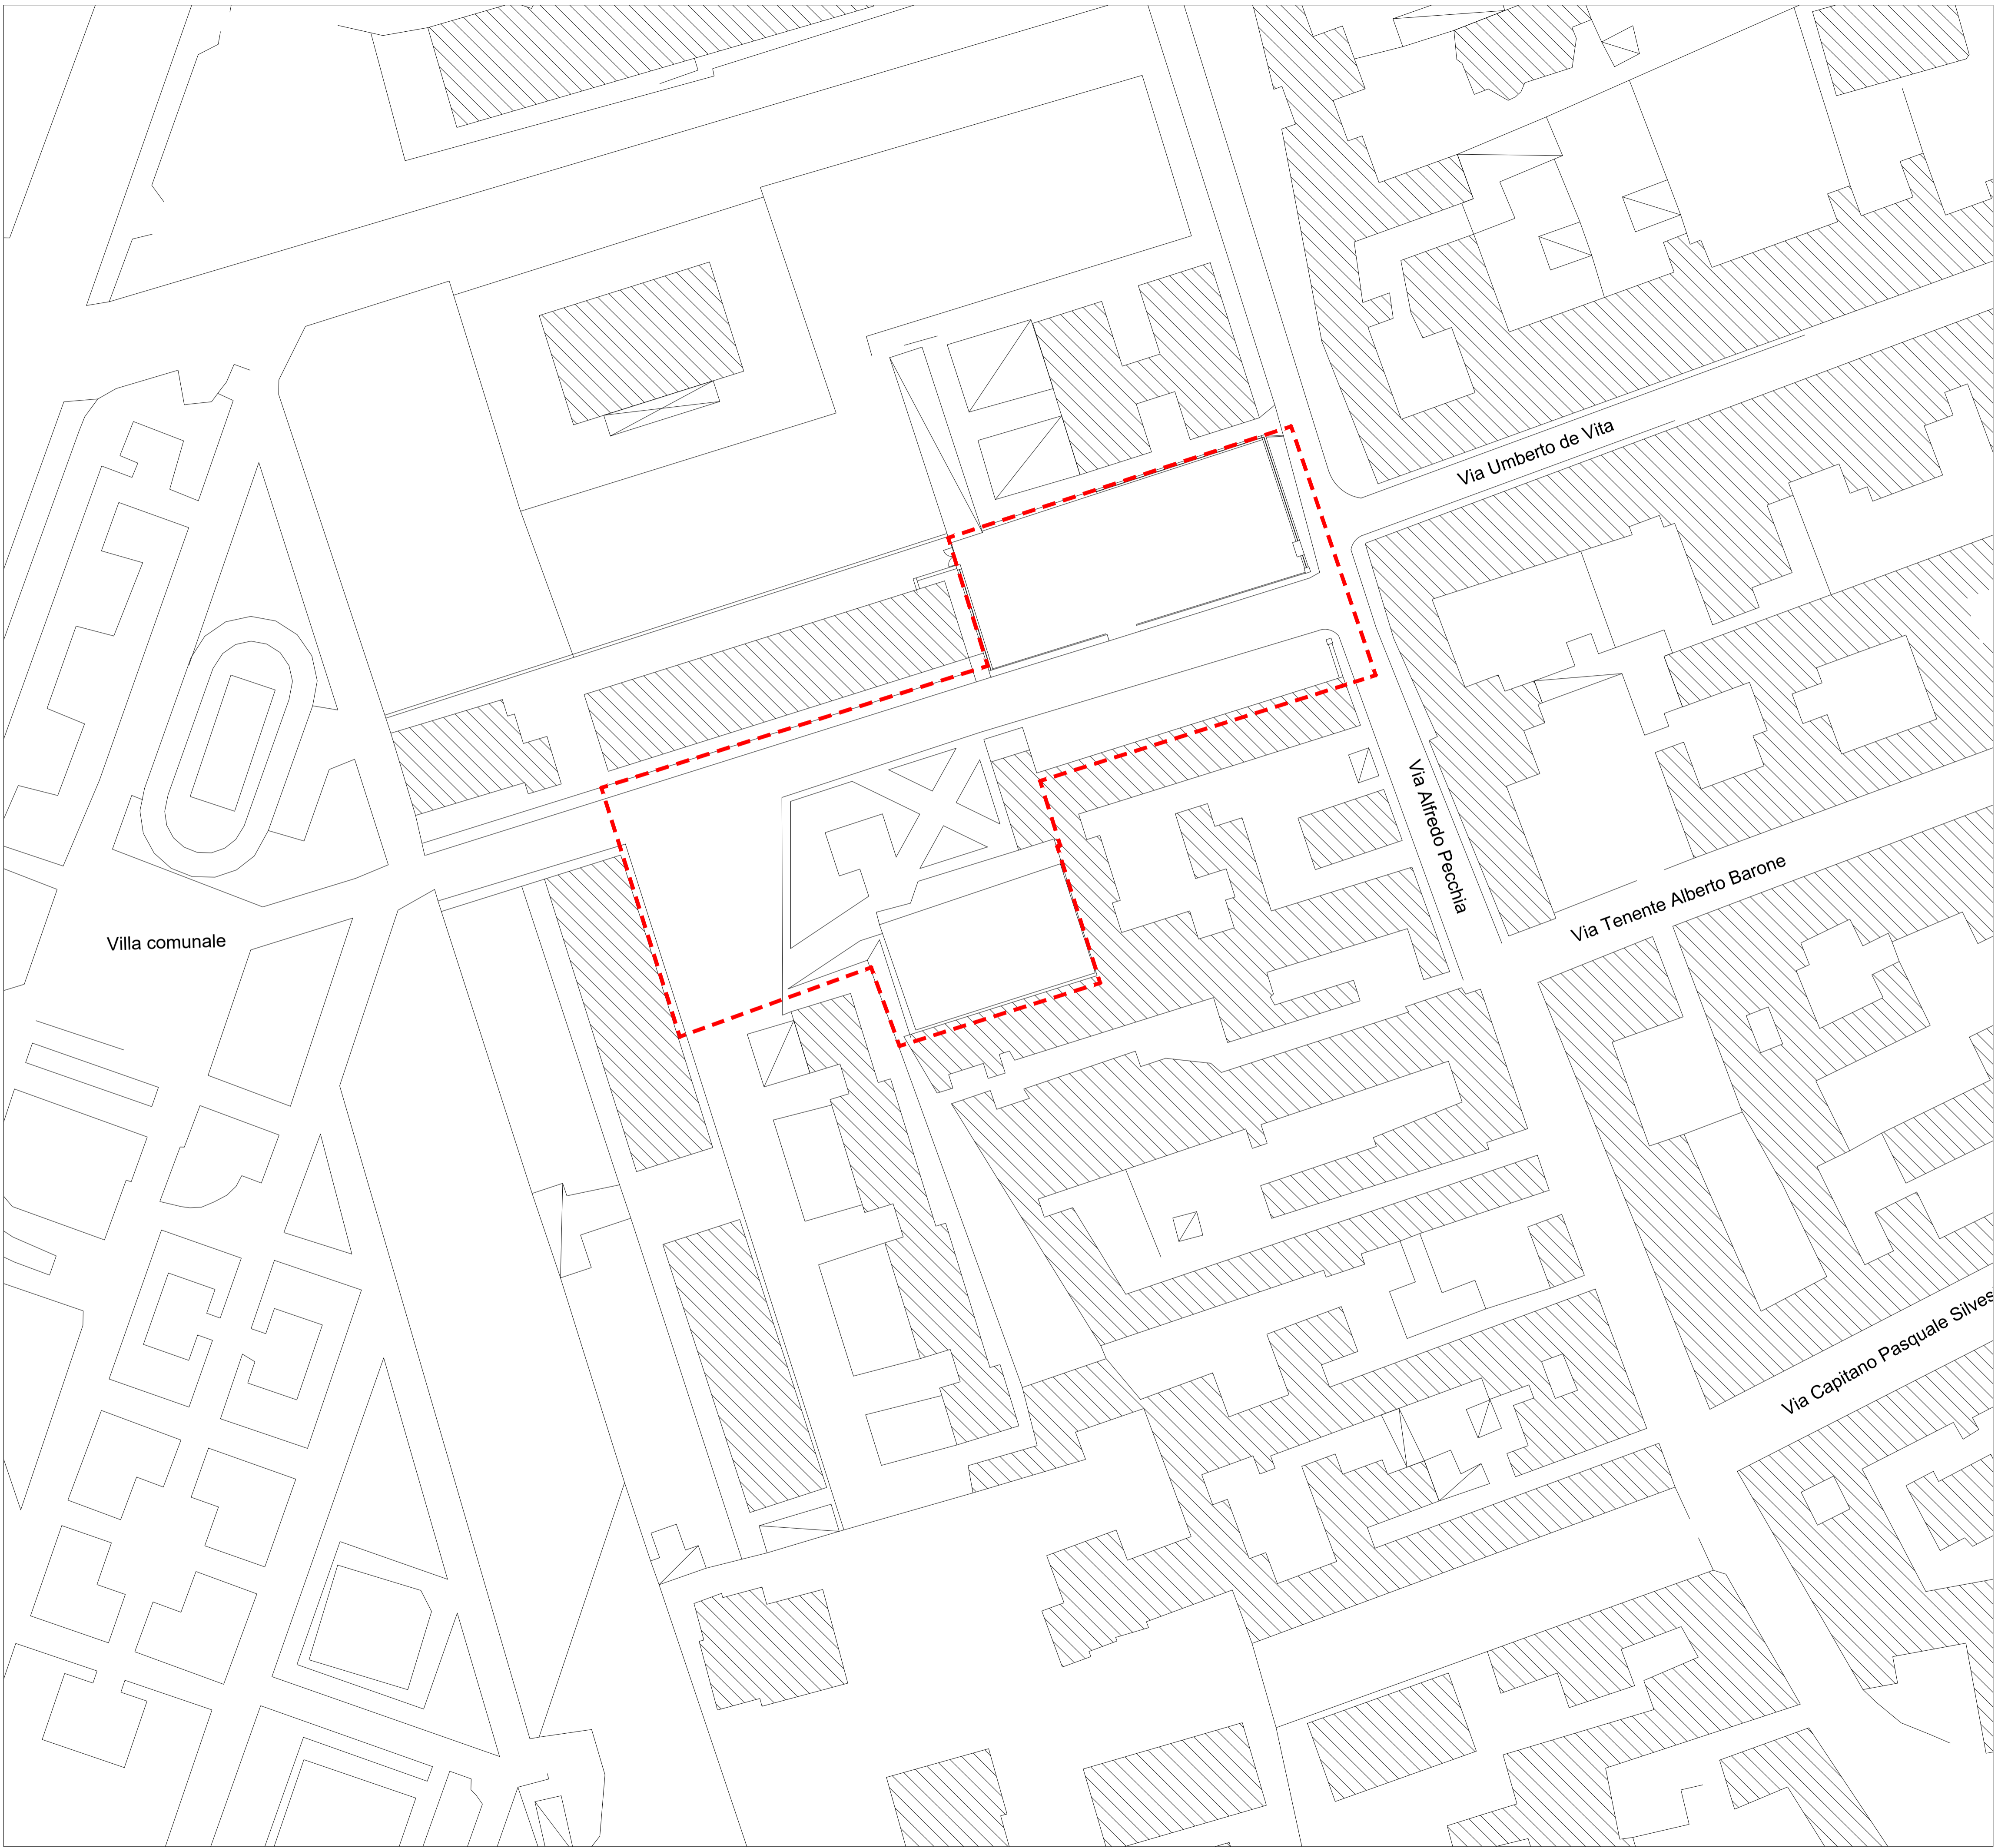 Via Umberto de Vita
Via Alfredo Pecchia
Via Tenente Alberto Barone
Villa comunale
Via Capitano Pasquale Silves